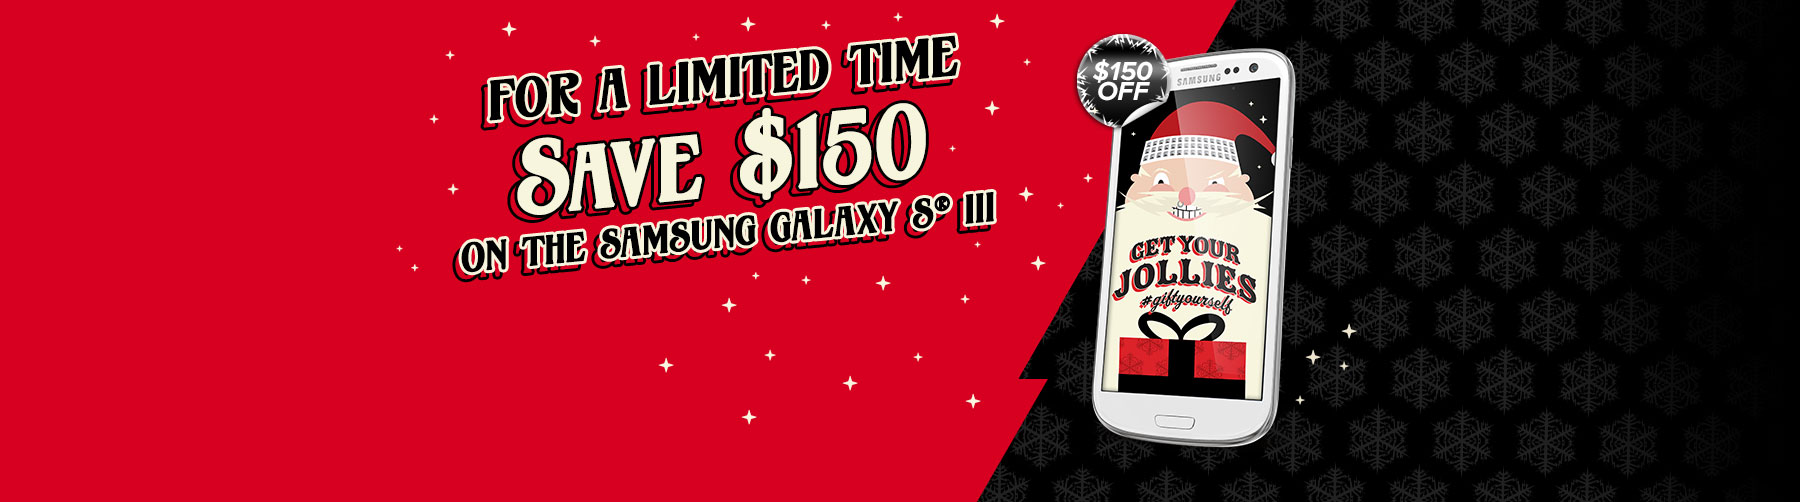 FOR A LIMITED TIME
SAVE $150
ON THE SAMSUNG GALAXY S® III
$150
OFF
SAMSUNG
GET YOUR
JOLLIES
#giftyourself